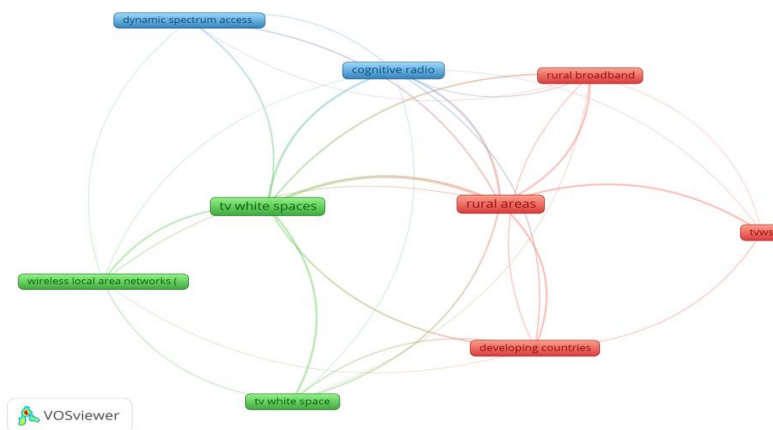 dynamic spectrum access
cognitive radio
rural broadband
tv white spaces
rural areas
tvws
wireless local area networks (
developing countries
tv white space
VOSviewer